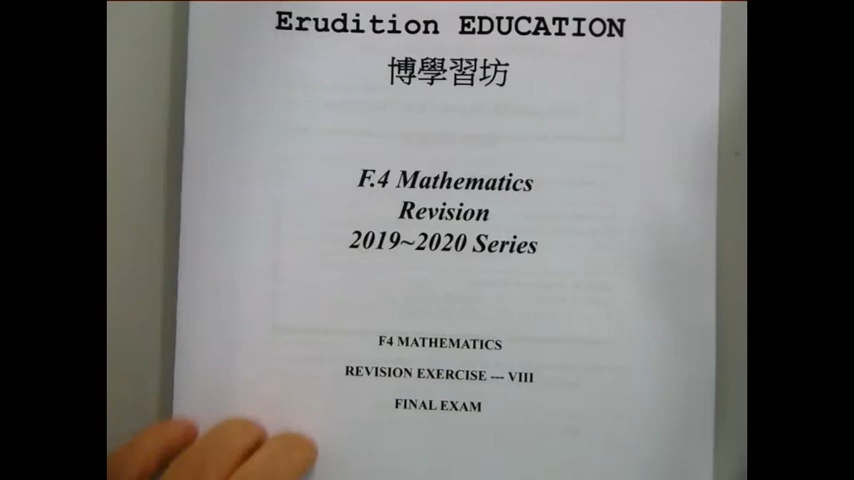 Erudition EDUCATION
博學習坊
F.4 Mathematics
Revision
2019~2020 Series
F4 MATHEMATICS
REVISION EXERCISE --- VIII
FINAL EXAM